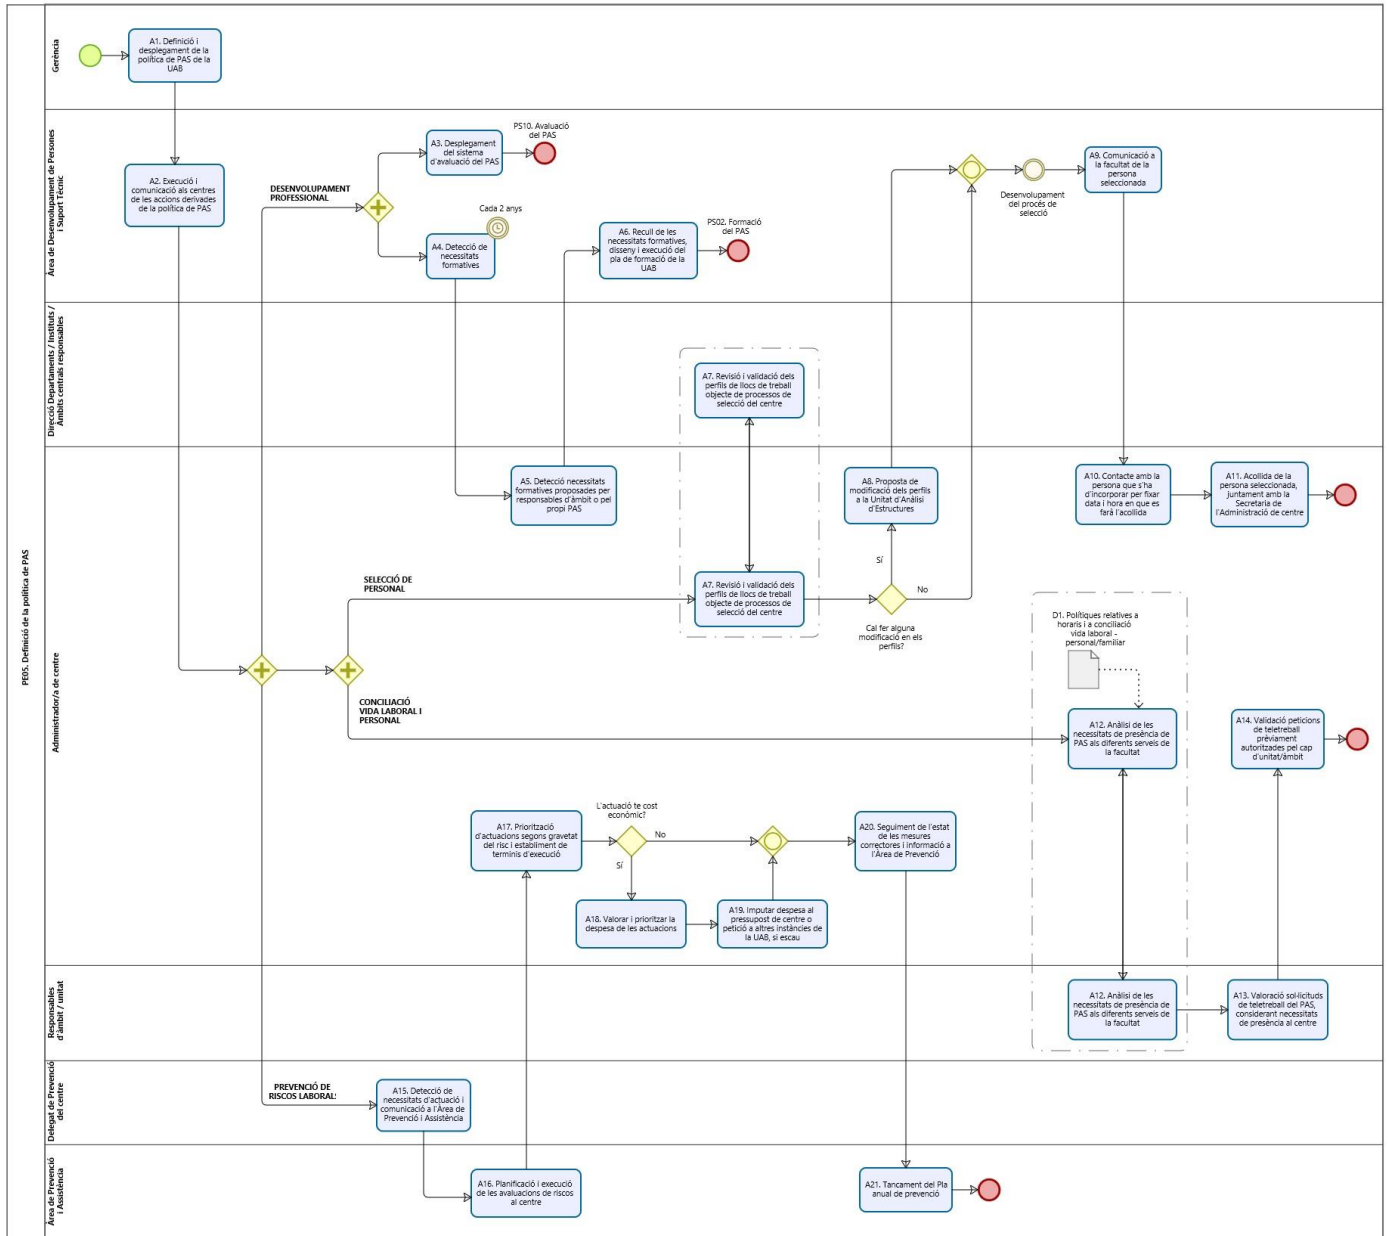 PE05. Definició de la política de PAS
Gerència
A1. Definició i
desplegament de la
política de PAS de la
UAB
Àrea de Desenvolupament de Persones
i Suport Tècnic
A2. Execució i
comunicació als centres
de les accions derivades
de la política de PAS
DESENVOLUPAMENT
PROFESSIONAL
A3. Desplegament
del sistema
d'avaluació del PAS
PS10. Avaluació
del PAS
Cada 2 anys
A4. Detecció de
necessitats
formatives
A6. Recull de les
necessitats formatives,
disseny i execució del
pla de formació de la
UAB
PS02. Formació
del PAS
Desenvolupament
del procés de
selecció
A9. Comunicació a
la facultat de la
persona
seleccionada
Direcció Departaments / Instituts /
Àmbits centrals responsables
A7. Revisió i validació dels
perfils de llocs de treball
objecte de processos de
selecció del centre
Administrador/a de centre
A5. Detecció necessitats
formatives proposades per
responsables d'àmbit o pel
propi PAS
A8. Proposta de
modificació dels perfils
a la Unitat d'Anàlisi
d'Estructures
A10. Contacte amb la
persona que s'ha
d'incorporar per fixar
data i hora en que es
farà l'acollida
A11. Acollida de la
persona seleccionada,
juntament amb la
Secretaria de
l'Administració de centre
SELECCIÓ DE
PERSONAL
A7. Revisió i validació dels
perfils de llocs de treball
objecte de processos de
selecció del centre
Sí
No
Cal fer alguna
modificació en els
perfils?
D1. Polítiques relatives a
horaris i a conciliació
vida laboral -
personal/familiar
CONCILIACIÓ
VIDA LABORAL I
PERSONAL
A12. Anàlisi de les
necessitats de presència de
PAS als diferents serveis de
la facultat
A14. Validació peticions
de teletreball
prèviament
autoritzades pel cap
d'unitat/àmbit
A17. Priorització
d'actuacions segons gravetat
del risc i establiment de
terminis d'execució
L'actuació te cost
econòmic?
No
Sí
A20. Seguiment de l'estat
de les mesures
correctores i informació a
l'Àrea de Prevenció
A18. Valorar i prioritzar la
despesa de les actuacions
A19. Imputar despesa al
pressupost de centre o
petició a altres instàncies de
la UAB, si escau
Responsables
d'àmbit / unitat
A12. Anàlisi de les
necessitats de presència de
PAS als diferents serveis de
la facultat
A13. Valoració sol·licituds
de teletreball del PAS,
considerant necessitats
de presència al centre
Delegat de Prevenció
del centre
PREVENCIÓ DE
RISCOS LABORALS
A15. Detecció de
necessitats d'actuació i
comunicació a l'Àrea de
Prevenció i Assistència
Àrea de Prevenció
i Assistència
A16. Planificació i execució
de les avaluacions de riscos
al centre
A21. Tancament del Pla
anual de prevenció